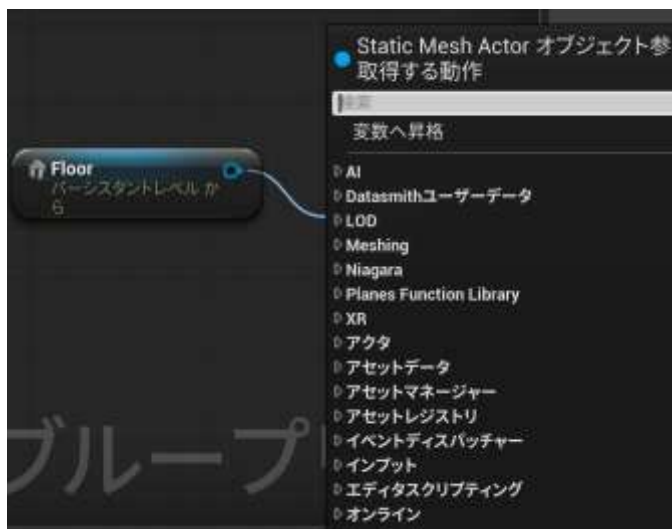 Static Mesh Actor オブジェクト参
取得する動作
検索
変数へ昇格
Floor
パーシスタントレベル か
ら
AI
Datasmithユーザーデータ
LOD
Meshing
Niagara
Planes Function Library
XR
アクタ
アセットデータ
アセットマネージャー
アセットレジストリ
イベントディスパッチャー
インプット
エディタスクリプティング
オンライン
ブループ